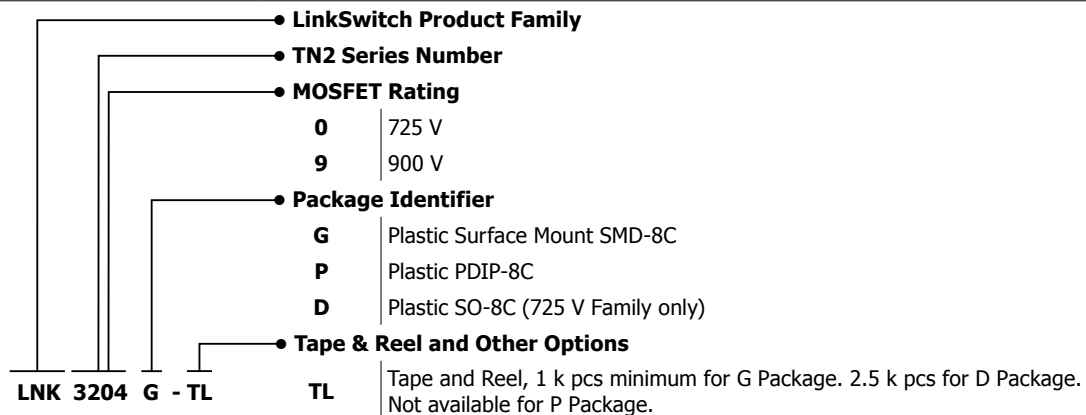 LinkSwitch Product Family
TN2 Series Number
MOSFET Rating
0 725 V
9 900 V
Package Identifier
G Plastic Surface Mount SMD-8C
P Plastic PDIP-8C
D Plastic SO-8C (725 V Family only)
Tape & Reel and Other Options
LNK 3204 G - TL
TL Tape and Reel, 1 k pcs minimum for G Package. 2.5 k pcs for D Package.
Not available for P Package.